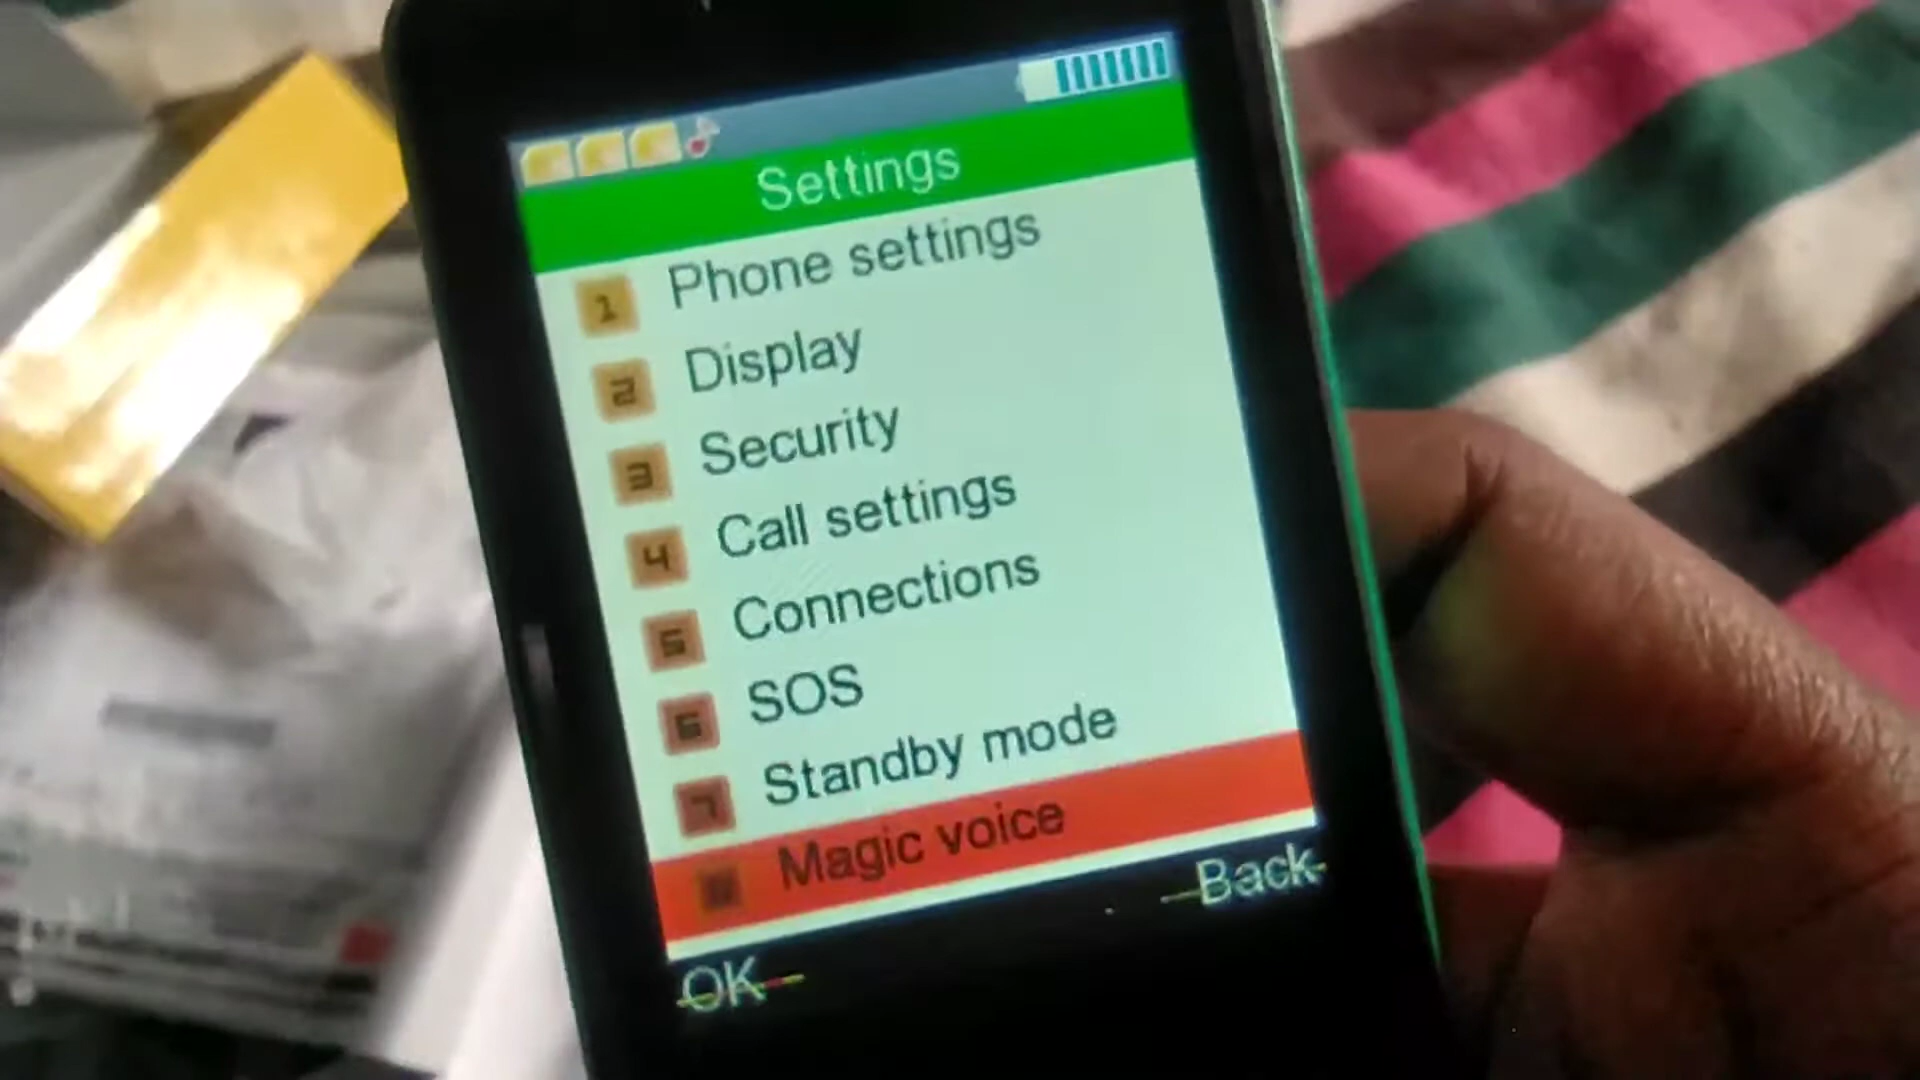 Settings
1 Phone settings
2 Display
3 Security
4 Call settings
5 Connections
6 SOS
7 Standby mode
Magic voice
OK
Back